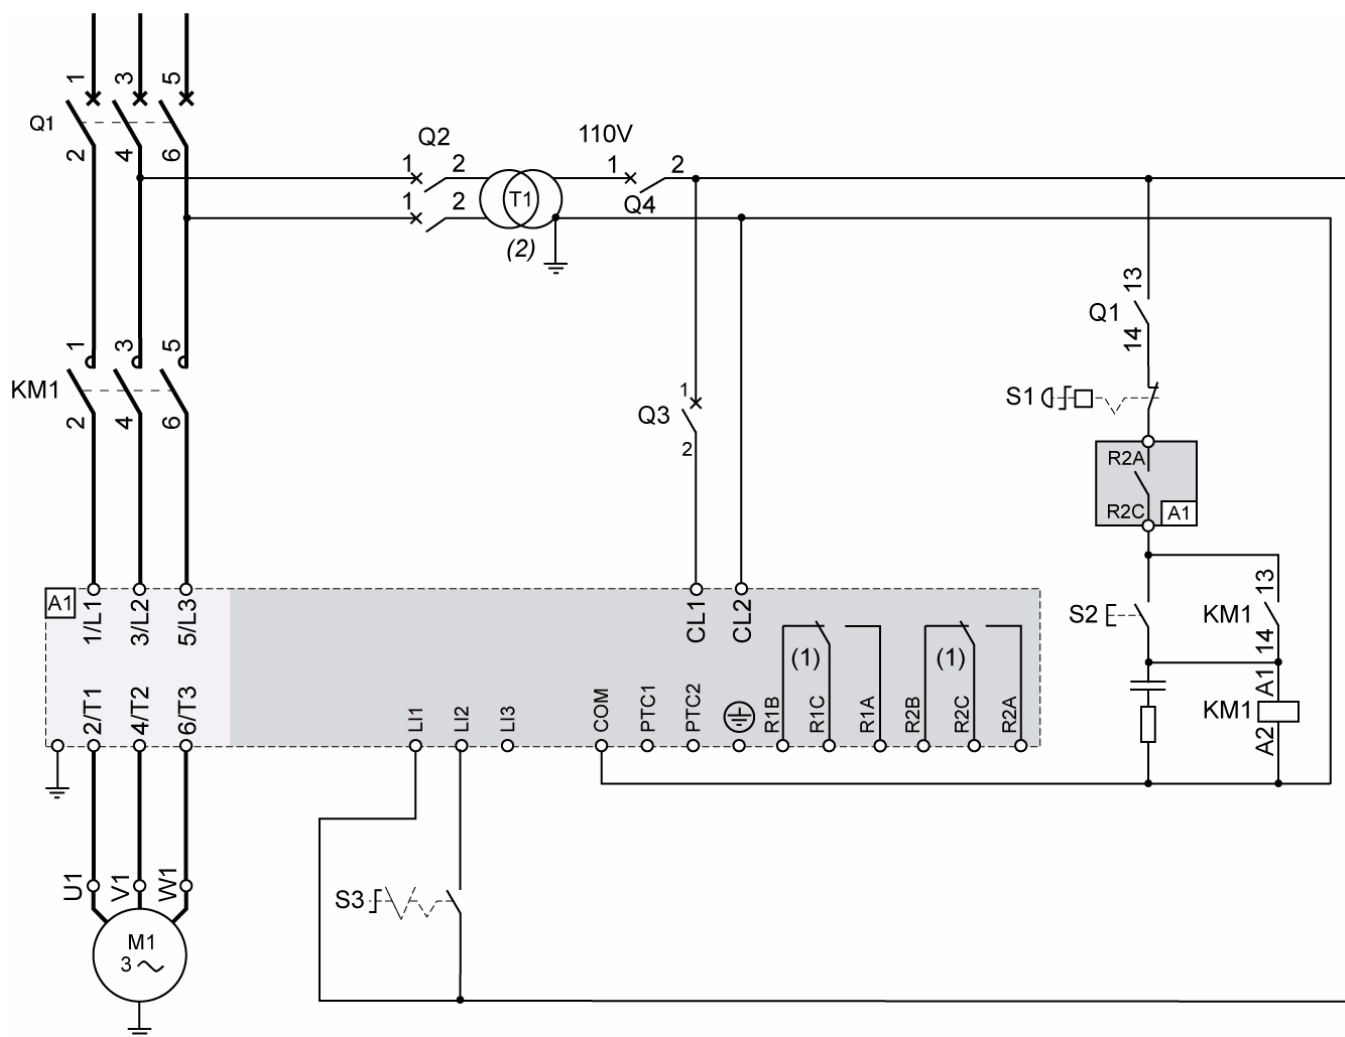 1 3 5
Q1
2 4 6
Q2
1 2
1 2
T1
(2)
110V
1 2
Q4
1 3 5
KM1
2 4 6
1
Q3
2
13
Q1
14
S1
R2A
R2C A1
S2
13
KM1
14
A1
KM1
A2
A1
1/L1 3/L2 5/L3
CL1 CL2
(1) (1)
2/T1 4/T2 6/T3
LI1 LI2 LI3
COM PTC1 PTC2
R1B R1C R1A R2B R2C R2A
U1 V1 W1
S3
M1
3